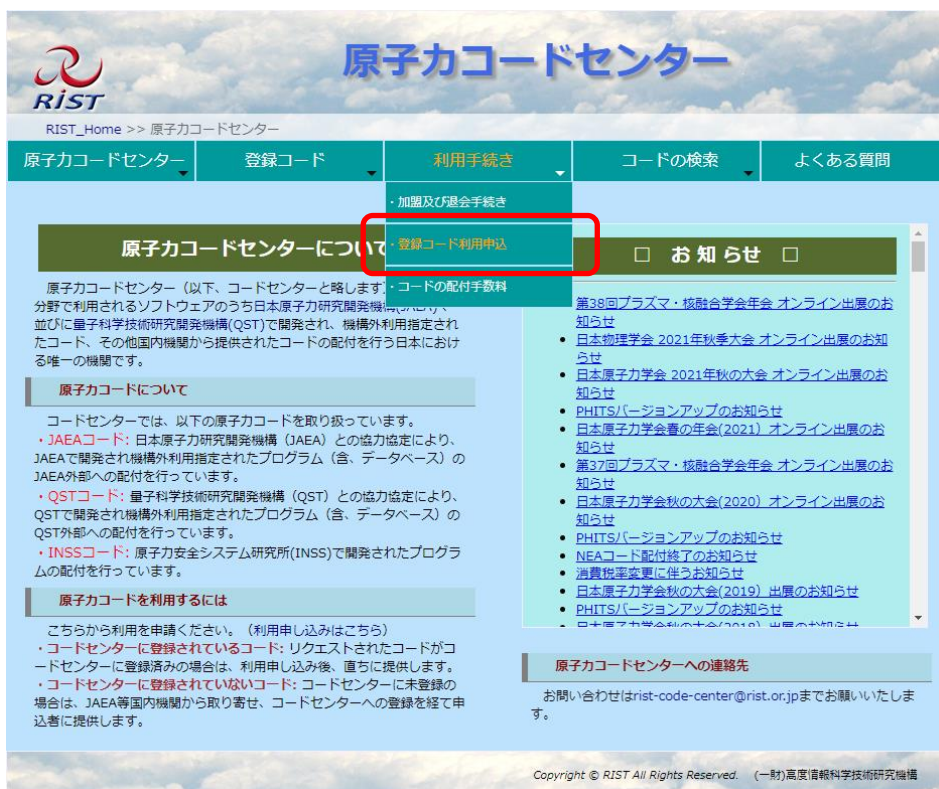 原子力コードセンター
RIST
RIST_Home >> 原子力コードセンター
原子力コードセンター
登録コード
利用手続き
コードの検索
よくある質問
・加盟及び退会手続き
・登録コード利用申込
・コードの配付手数料
原子力コードセンターについて
原子力コードセンター（以下、コードセンターと略します
分野で利用されるソフトウェアのうち日本原子力研究開発機構(JAEA)、
並びに量子科学技術研究開発機構(QST)で開発され、機構外利用指定され
たコード、その他国内機関から提供されたコードの配付を行う日本におけ
る唯一の機関です。
原子力コードについて
コードセンターでは、以下の原子力コードを取り扱っています。
・JAEAコード: 日本原子力研究開発機構（JAEA）との協力協定により、
JAEAで開発され機構外利用指定されたプログラム（含、データベース）の
JAEA外部への配付を行っています。
・QSTコード: 量子科学技術研究開発機構（QST）との協力協定により、
QSTで開発され機構外利用指定されたプログラム（含、データベース）の
QST外部への配付を行っています。
・INSSコード: 原子力安全システム研究所(INSS)で開発されたプログラ
ムの配付を行っています。
原子力コードを利用するには
こちらから利用を申請ください。（利用申し込みはこちら）
・コードセンターに登録されているコード: リクエストされたコードがコ
ードセンターに登録済みの場合は、利用申し込み後、直ちに提供します。
・コードセンターに登録されていないコード: コードセンターに未登録の
場合は、JAEA等国内機関から取り寄せ、コードセンターへの登録を経て申
込者に提供します。
□ お知らせ □
第38回プラズマ・核融合学会年会 オンライン出展のお
知らせ
日本物理学会 2021年秋季大会 オンライン出展のお知
らせ
日本原子力学会 2021年秋の大会 オンライン出展のお
知らせ
PHITSバージョンアップのお知らせ
日本原子力学会春の年会(2021) オンライン出展のお
知らせ
第37回プラズマ・核融合学会年会 オンライン出展のお
知らせ
日本原子力学会秋の大会(2020) オンライン出展のお
知らせ
PHITSバージョンアップのお知らせ
NEAコード配付終了のお知らせ
消費税率変更に伴うお知らせ
日本原子力学会秋の大会(2019) 出展のお知らせ
PHITSバージョンアップのお知らせ
日本原子力学会秋の大会(2018) 出展のお知らせ
原子力コードセンターへの連絡先
お問い合わせはrist-code-center@rist.or.jpまでお願いいたしま
す。
Copyright © RIST All Rights Reserved. (一財)高度情報科学技術研究機構